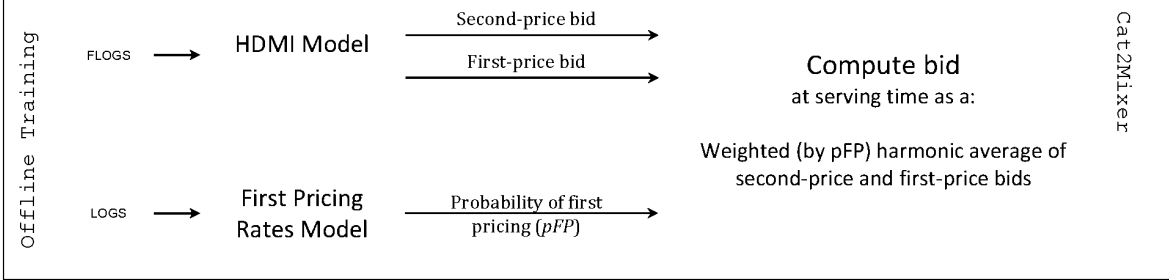 Offline Training
FLOGS
HDMI Model
Second-price bid
First-price bid
LOGS
First Pricing
Rates Model
Probability of first
pricing (pFP)
Compute bid
at serving time as a:
Weighted (by pFP) harmonic average of
second-price and first-price bids
Cat2Mixer